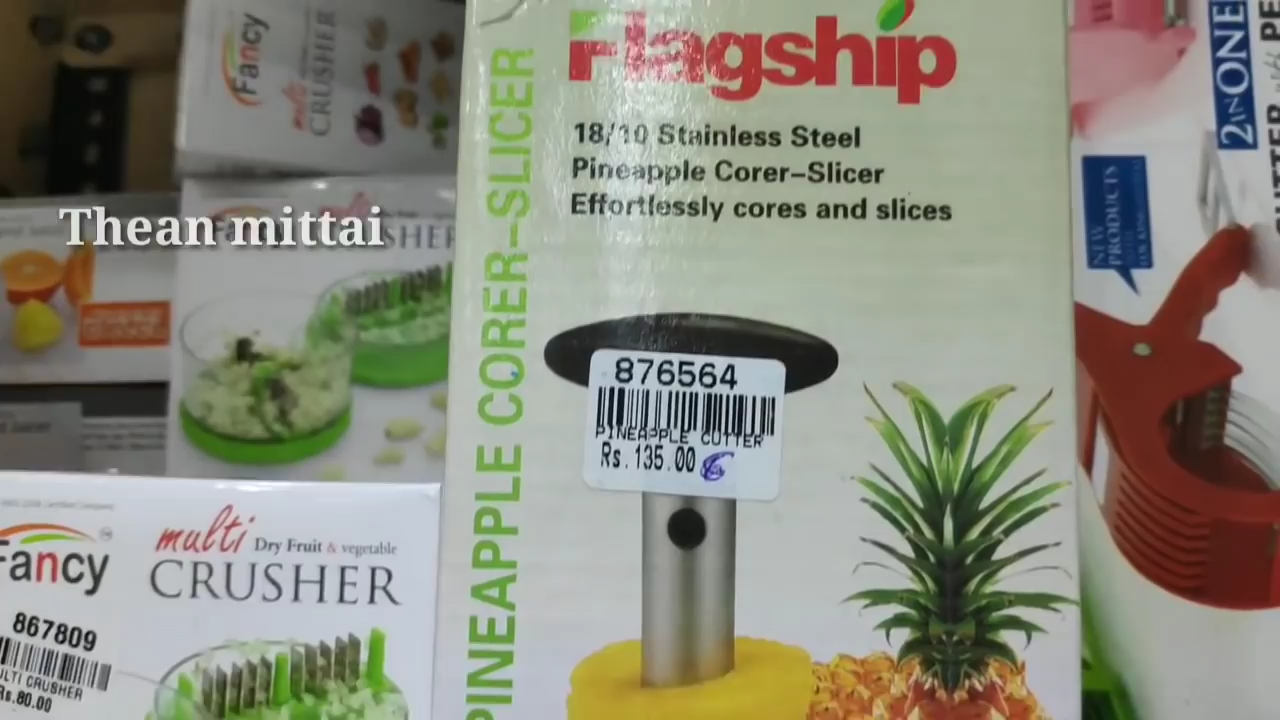 Fancy
multi
CRUSHER
Thean mittai
Fancy
multi
Dry Fruit & vegetable
CRUSHER
867809
MULTI CRUSHER
Rs.80.00
PINEAPPLE CORER-SLICER
Flagship
18/10 Stainless Steel
Pineapple Corer-Slicer
Effortlessly cores and slices
876564
PINEAPPLE CUTTER
Rs.135.00
2 IN ONE
NEW
PRODUCTS